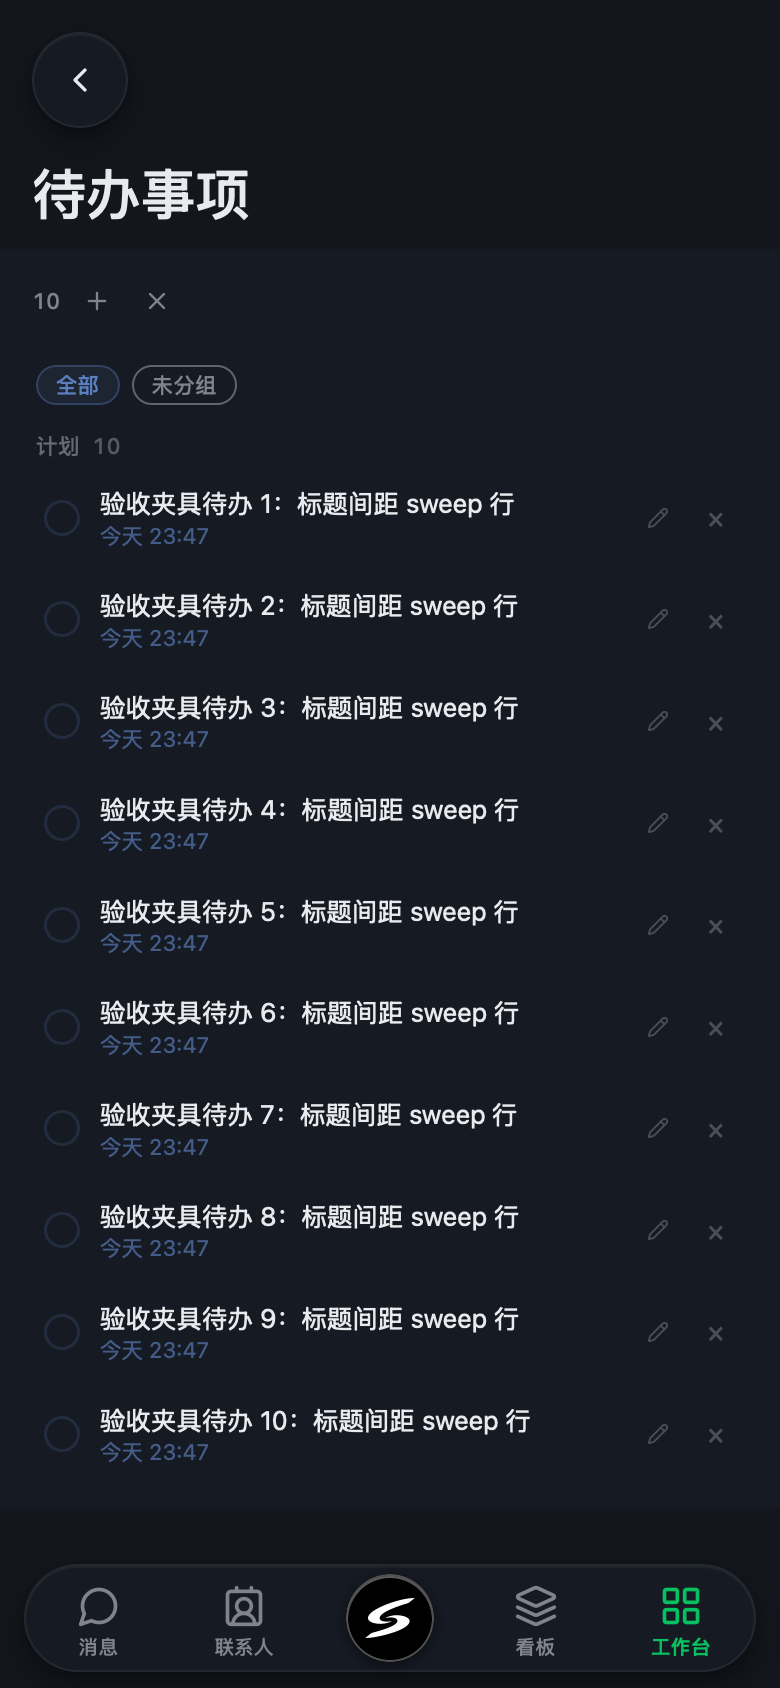 待办事项
10
全部 未分组
计划 10
验收夹具待办 1：标题间距 sweep 行
今天 23:47
验收夹具待办 2：标题间距 sweep 行
今天 23:47
验收夹具待办 3：标题间距 sweep 行
今天 23:47
验收夹具待办 4：标题间距 sweep 行
今天 23:47
验收夹具待办 5：标题间距 sweep 行
今天 23:47
验收夹具待办 6：标题间距 sweep 行
今天 23:47
验收夹具待办 7：标题间距 sweep 行
今天 23:47
验收夹具待办 8：标题间距 sweep 行
今天 23:47
验收夹具待办 9：标题间距 sweep 行
今天 23:47
验收夹具待办 10：标题间距 sweep 行
今天 23:47
消息 联系人 看板 工作台